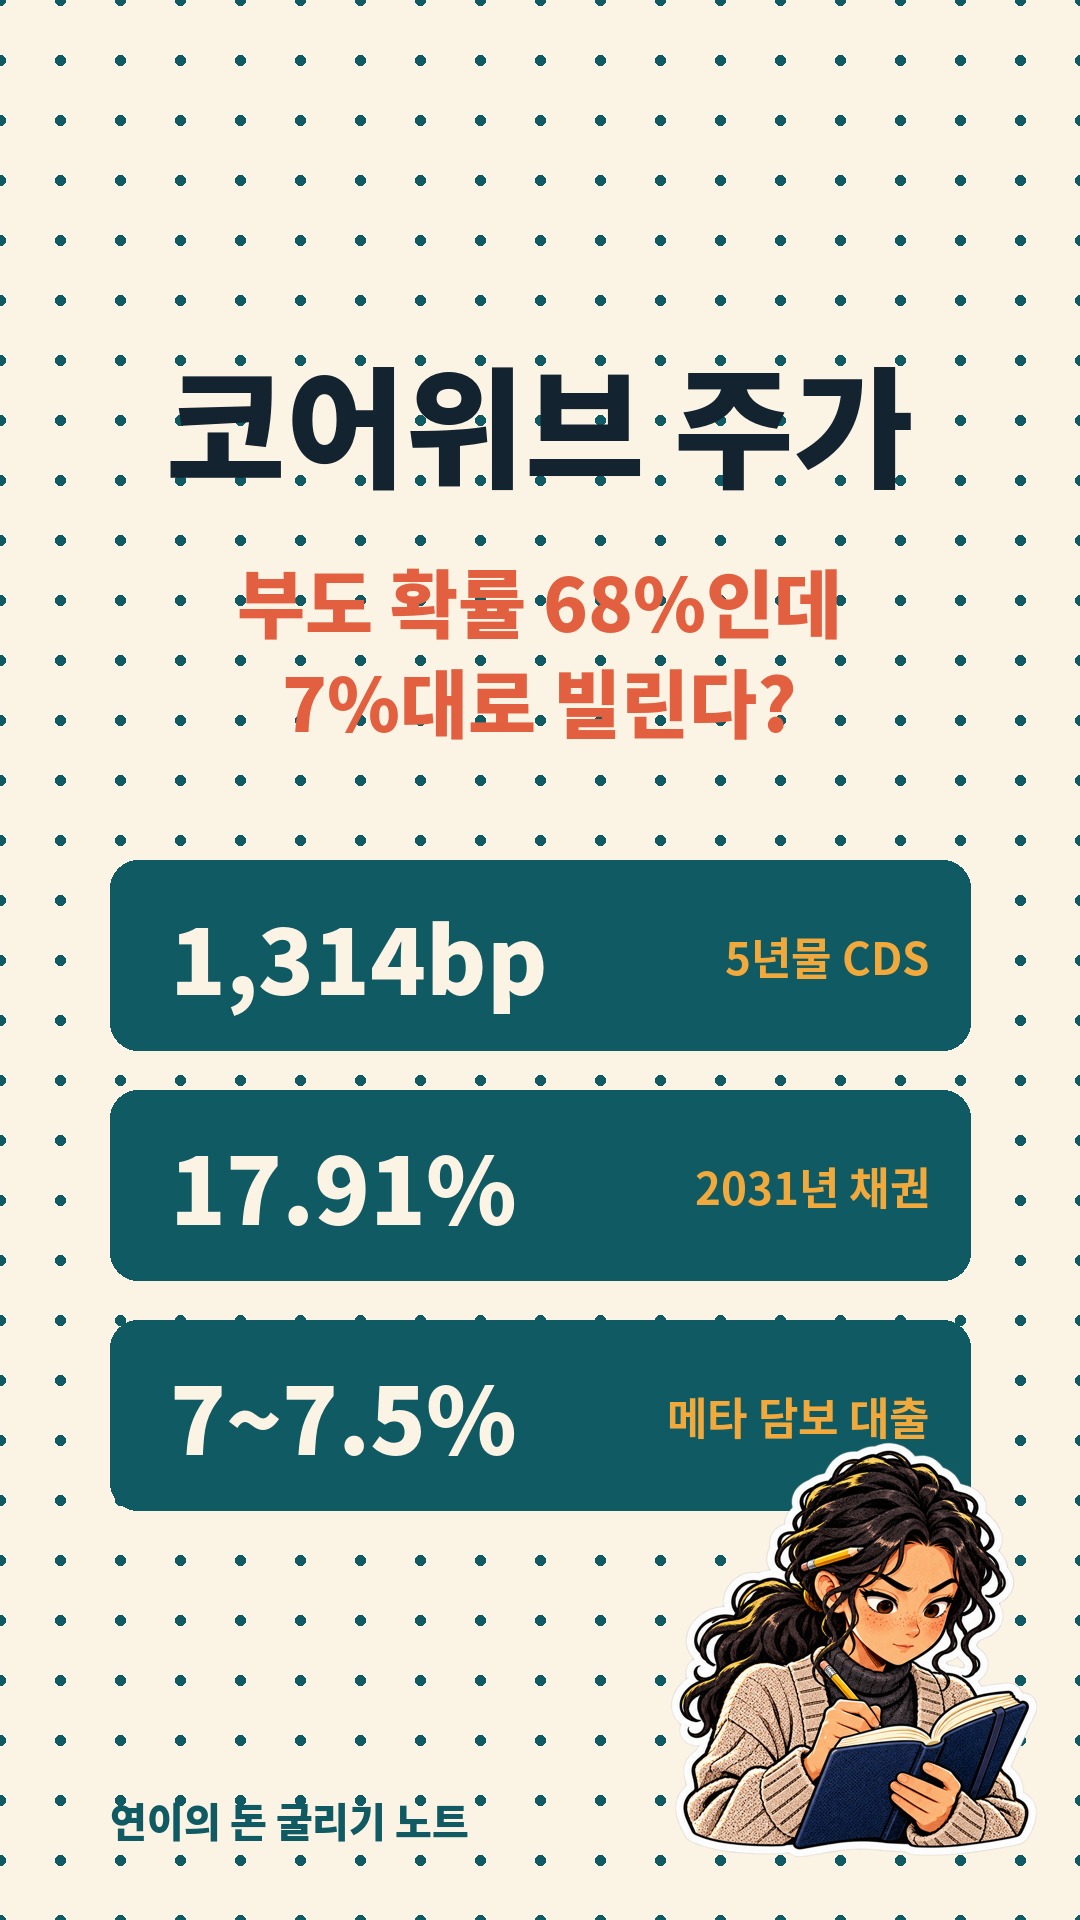 코어위브 주가
부도 확률 68%인데
7%대로 빌린다?
1,314bp 5년물 CDS
17.91% 2031년 채권
7~7.5% 메타 담보 대출
연이의 돈 굴리기 노트